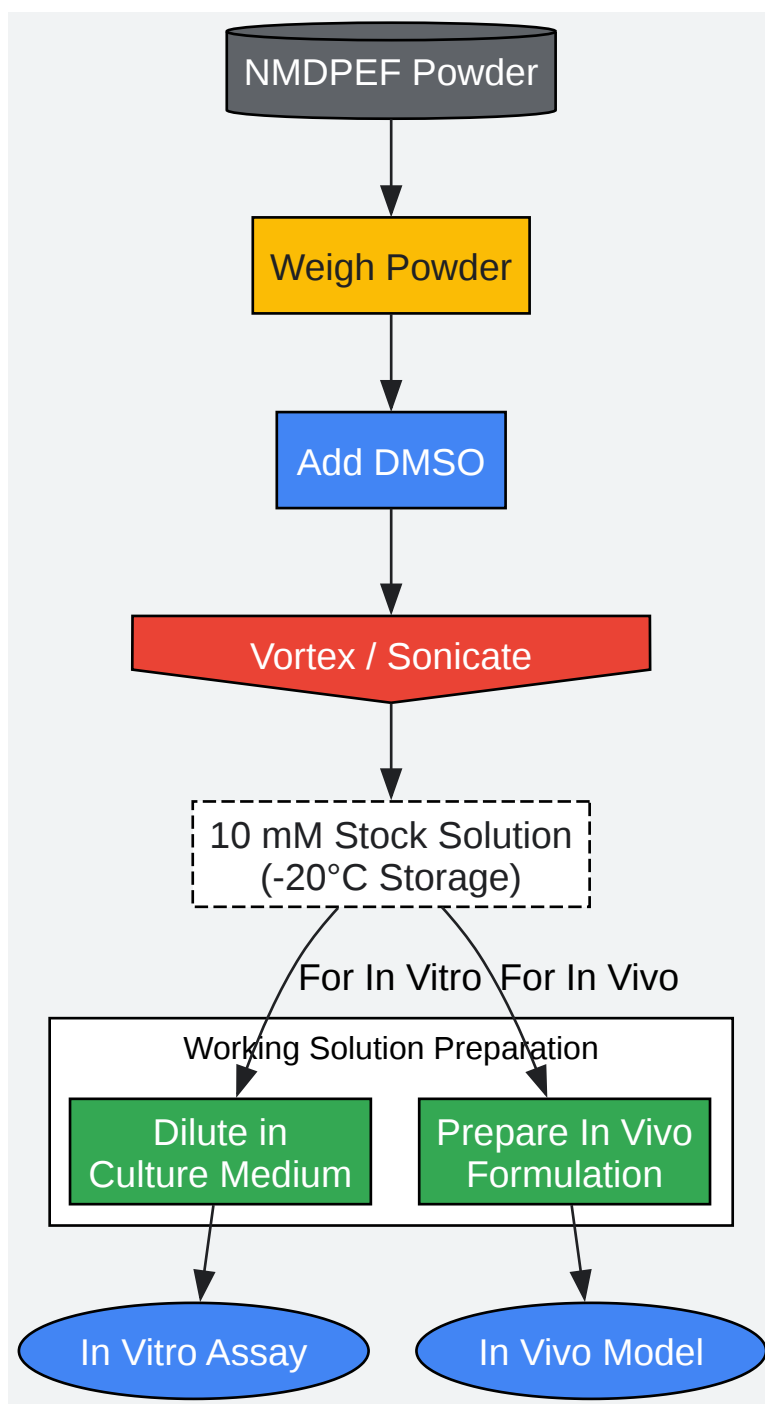 NMDPEF Powder
Weigh Powder
Add DMSO
Vortex / Sonicate
10 mM Stock Solution
(-20°C Storage)
For In Vitro
For In Vivo
Working Solution Preparation
Dilute in
Culture Medium
Prepare In Vivo
Formulation
In Vitro Assay
In Vivo Model